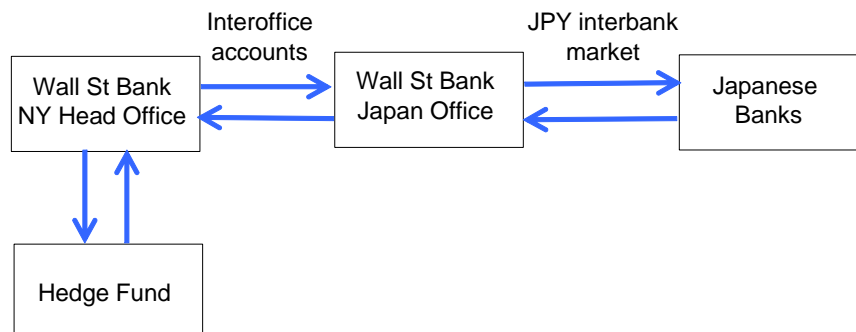 Interoffice
accounts
JPY interbank
market
Wall St Bank
NY Head Office
Wall St Bank
Japan Office
Japanese
Banks
Hedge Fund